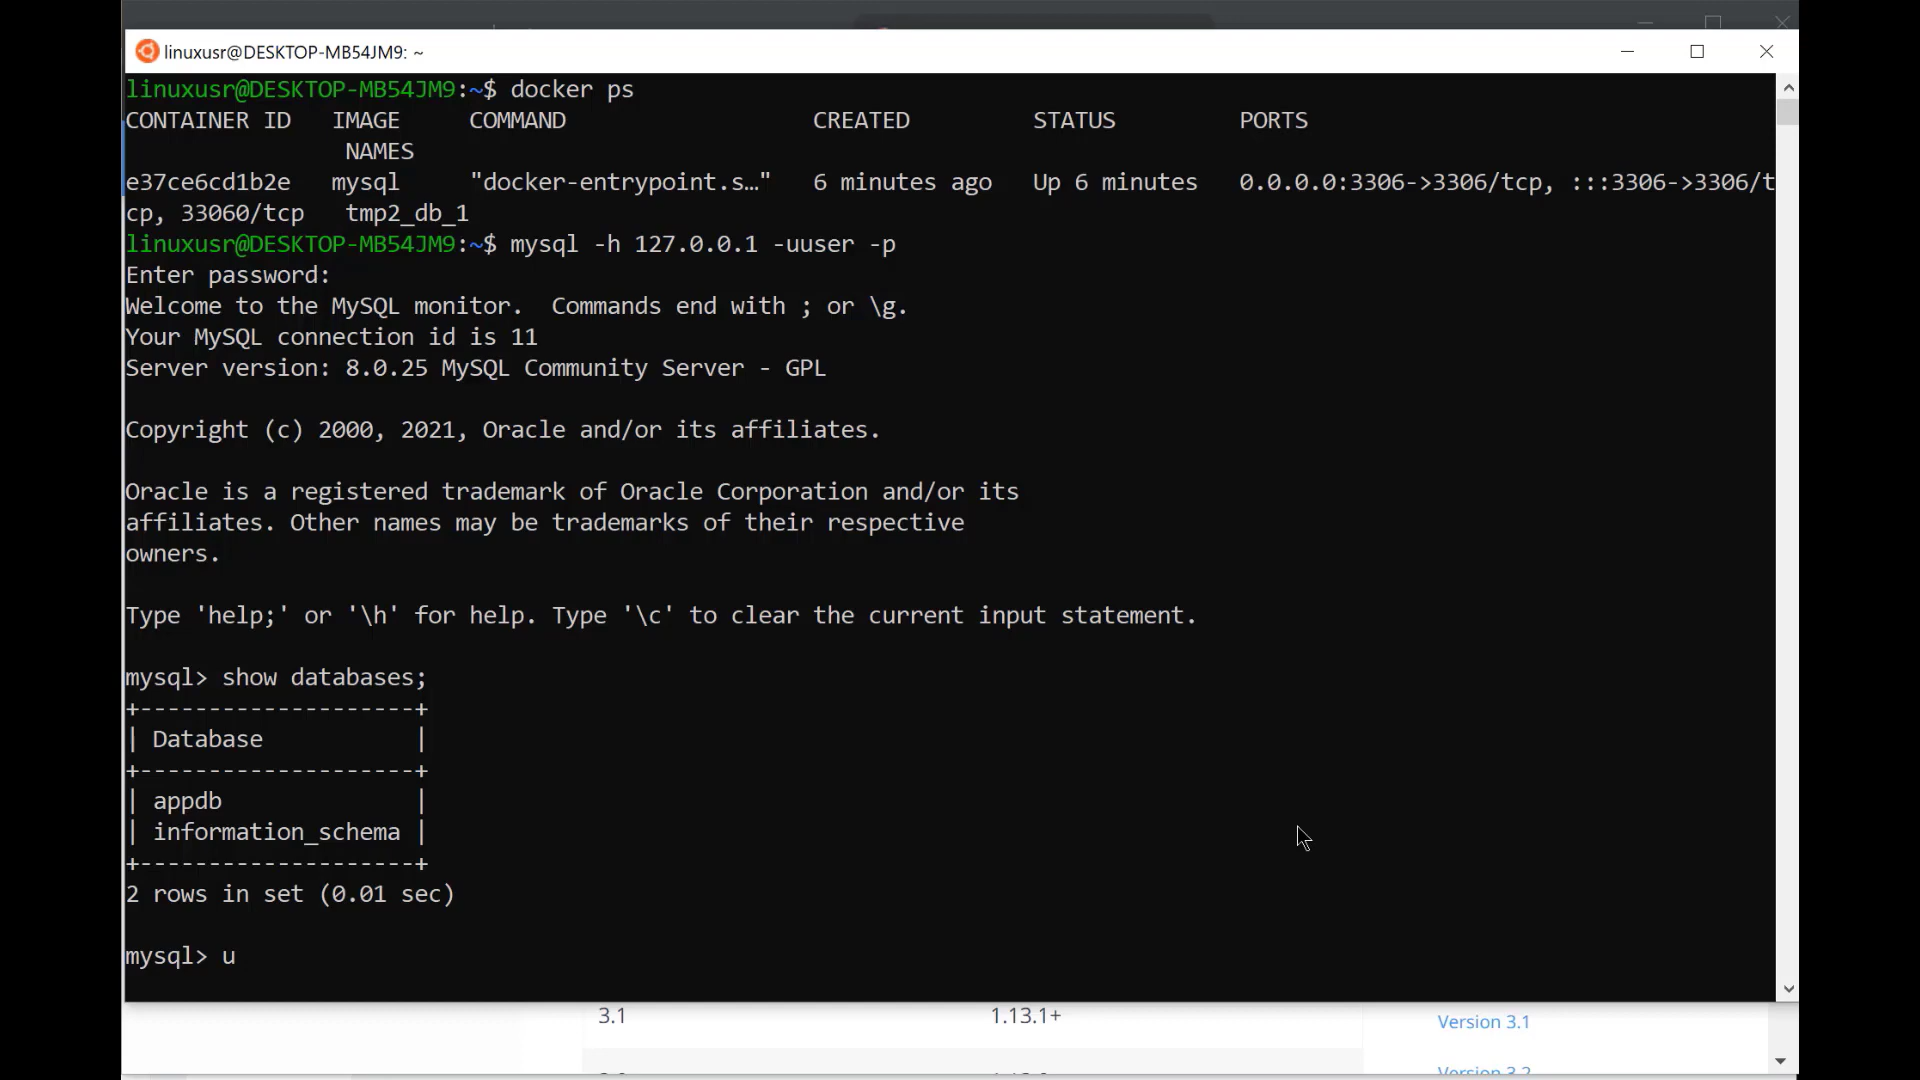 linuxusr@DESKTOP-MB54JM9: ~
linuxusr@DESKTOP-MB54JM9:~$ docker ps
CONTAINER ID   IMAGE     COMMAND                  CREATED         STATUS         PORTS
                NAMES
e37ce6cd1b2e   mysql     "docker-entrypoint.s…"   6 minutes ago   Up 6 minutes   0.0.0.0:3306->3306/tcp, :::3306->3306/t
cp, 33060/tcp   tmp2_db_1
linuxusr@DESKTOP-MB54JM9:~$ mysql -h 127.0.0.1 -uuser -p
Enter password:
Welcome to the MySQL monitor.  Commands end with ; or \g.
Your MySQL connection id is 11
Server version: 8.0.25 MySQL Community Server - GPL
Copyright (c) 2000, 2021, Oracle and/or its affiliates.
Oracle is a registered trademark of Oracle Corporation and/or its
affiliates. Other names may be trademarks of their respective
owners.
Type 'help;' or '\h' for help. Type '\c' to clear the current input statement.
mysql> show databases;
+--------------------+
| Database           |
+--------------------+
| appdb              |
| information_schema |
+--------------------+
2 rows in set (0.01 sec)
mysql> u
3.1 1.13.1+ Version 3.1
Version 3.2